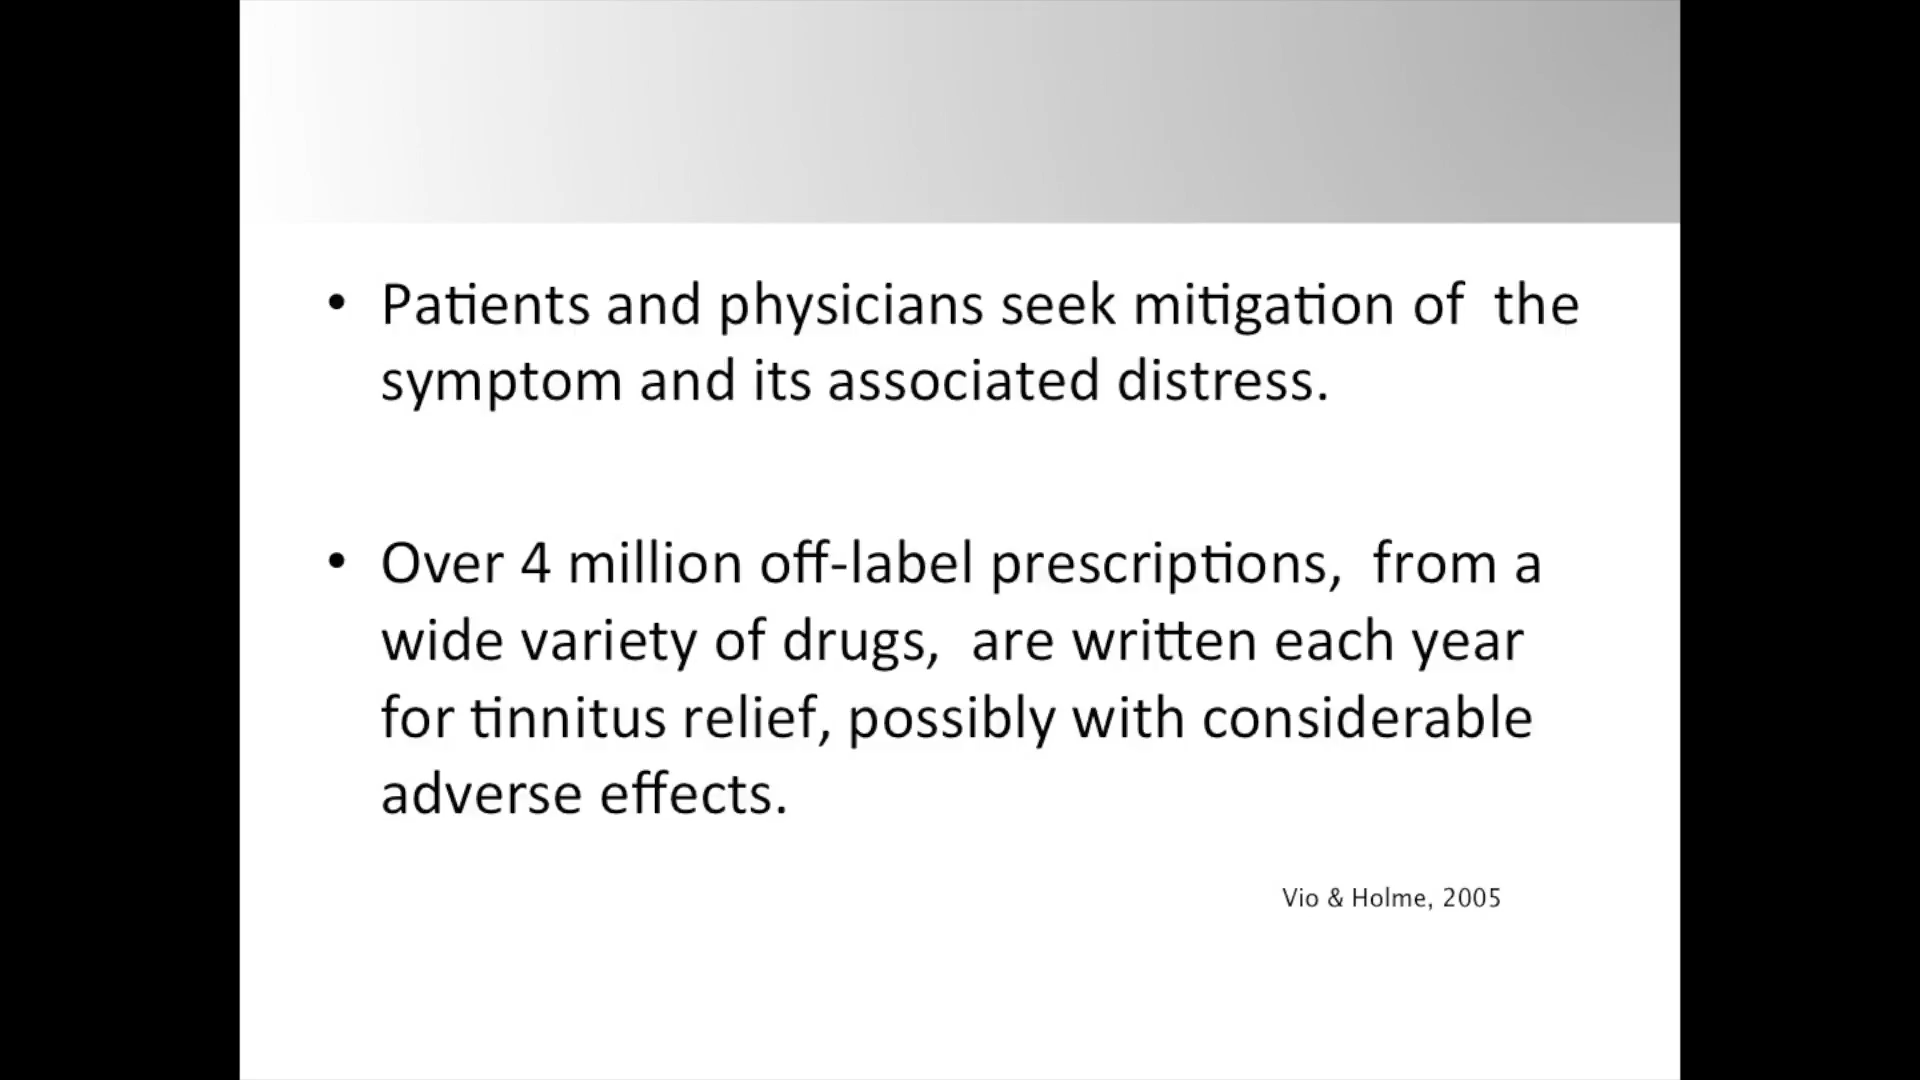 • Patients and physicians seek mitigation of  the
symptom and its associated distress.
• Over 4 million off-label prescriptions,  from a
wide variety of drugs,  are written each year
for tinnitus relief, possibly with considerable
adverse effects.
Vio & Holme, 2005